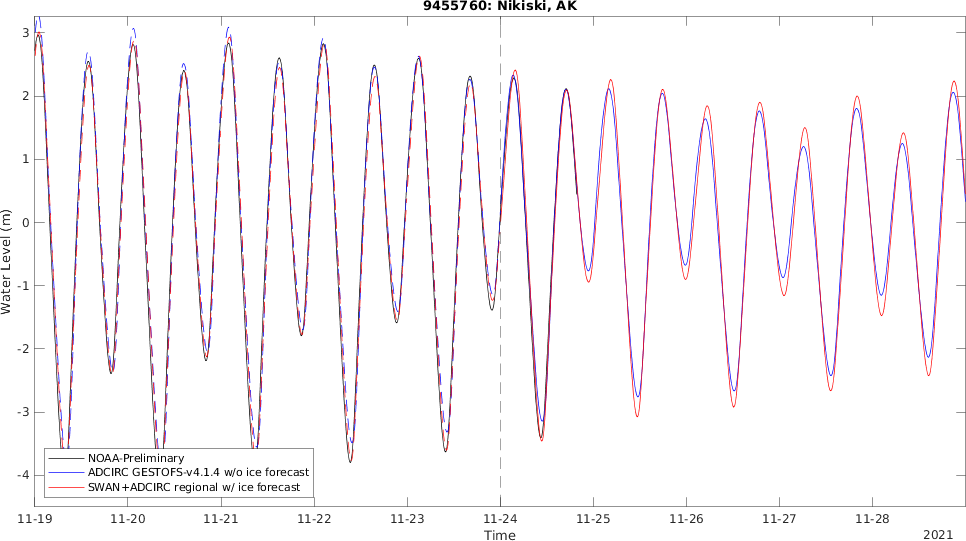 9455760: Nikiski, AK
Water Level (m)
3
2
1
0
-1
-2
-3
-4
NOAA-Preliminary
ADCIRC GESTOFS-v4.1.4 w/o ice forecast
SWAN+ADCIRC regional w/ ice forecast
11-19 11-20 11-21 11-22 11-23 11-24 11-25 11-26 11-27 11-28
Time
2021